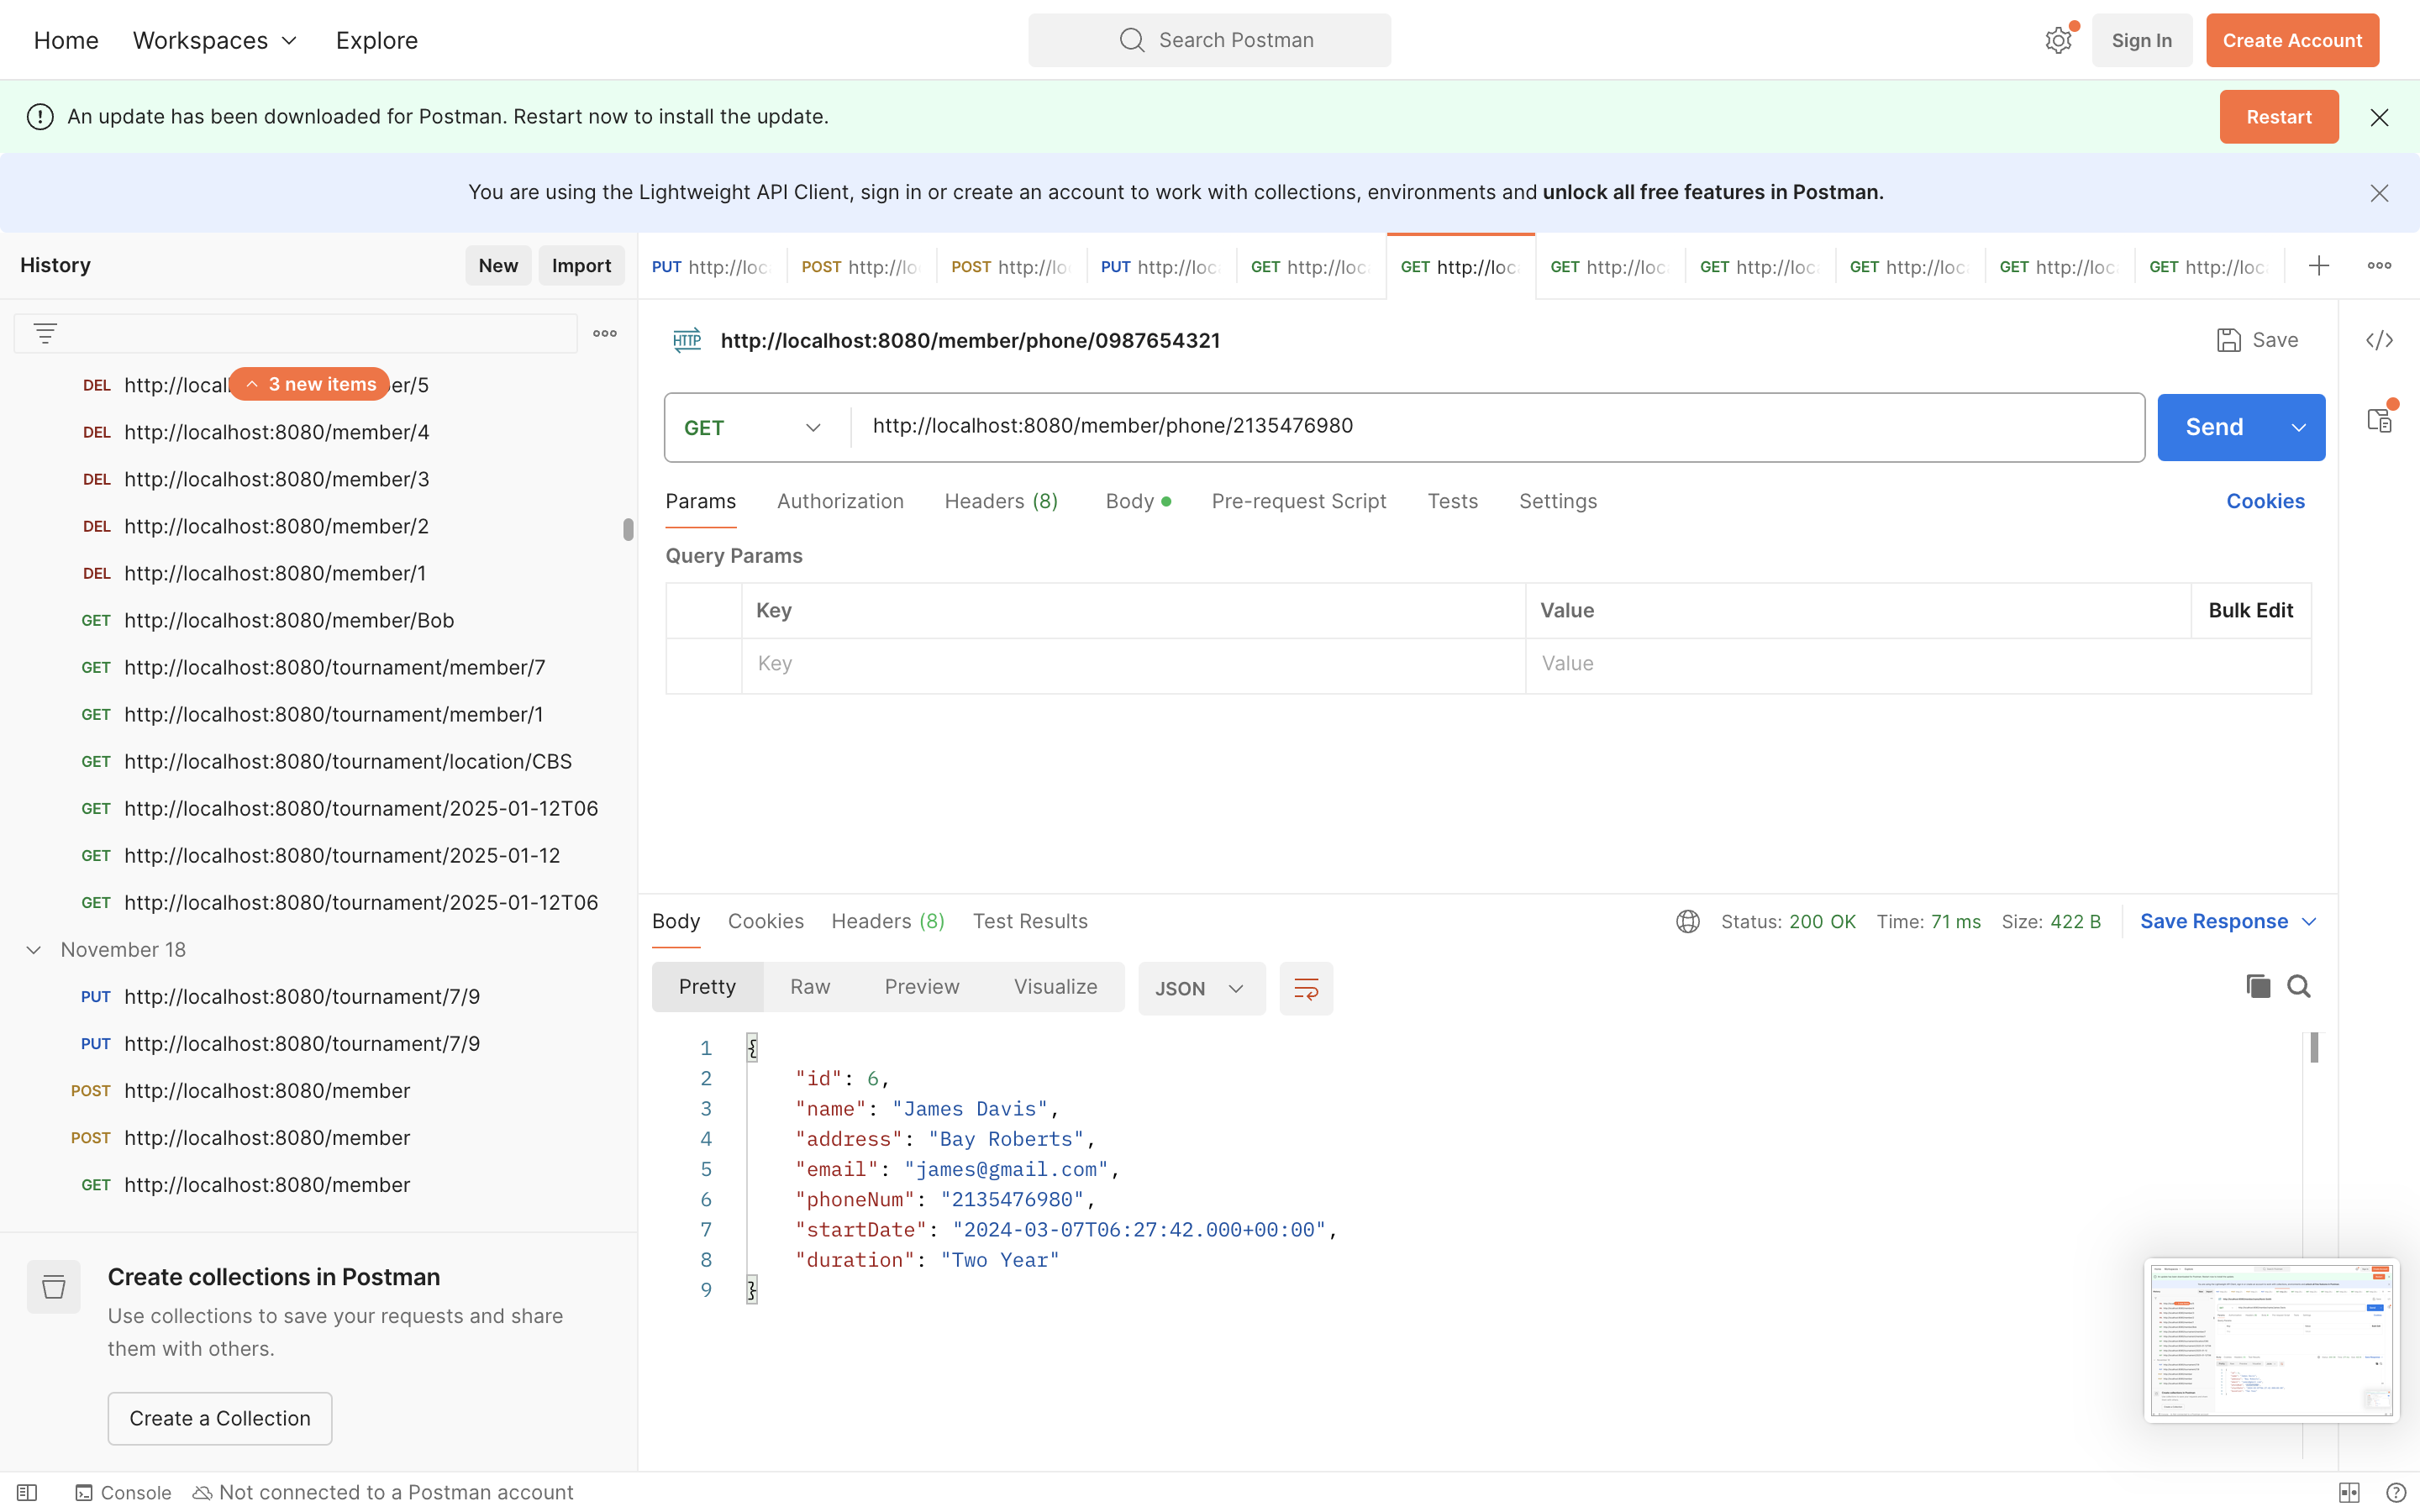 Home Workspaces Explore Search Postman Sign In Create Account
An update has been downloaded for Postman. Restart now to install the update. Restart
You are using the Lightweight API Client, sign in or create an account to work with collections, environments and unlock all free features in Postman.
History New Import
PUT http://loc POST http://lo POST http://lo PUT http://loc GET http://loc GET http://loc GET http://loc GET http://loc GET http://loc GET http://loc GET http://loc
DEL http://local er/5
3 new items
DEL http://localhost:8080/member/4
DEL http://localhost:8080/member/3
DEL http://localhost:8080/member/2
DEL http://localhost:8080/member/1
GET http://localhost:8080/member/Bob
GET http://localhost:8080/tournament/member/7
GET http://localhost:8080/tournament/member/1
GET http://localhost:8080/tournament/location/CBS
GET http://localhost:8080/tournament/2025-01-12T06
GET http://localhost:8080/tournament/2025-01-12
GET http://localhost:8080/tournament/2025-01-12T06
November 18
PUT http://localhost:8080/tournament/7/9
PUT http://localhost:8080/tournament/7/9
POST http://localhost:8080/member
POST http://localhost:8080/member
GET http://localhost:8080/member
Create collections in Postman
Use collections to save your requests and share
them with others.
Create a Collection
HTTP http://localhost:8080/member/phone/0987654321 Save
GET http://localhost:8080/member/phone/2135476980 Send
Params Authorization Headers (8) Body Pre-request Script Tests Settings Cookies
Query Params
Key Value Bulk Edit
Key Value
Body Cookies Headers (8) Test Results Status: 200 OK Time: 71 ms Size: 422 B Save Response
Pretty Raw Preview Visualize JSON
1 {
2 "id": 6,
3 "name": "James Davis",
4 "address": "Bay Roberts",
5 "email": "james@gmail.com",
6 "phoneNum": "2135476980",
7 "startDate": "2024-03-07T06:27:42.000+00:00",
8 "duration": "Two Year"
9 }
Console Not connected to a Postman account